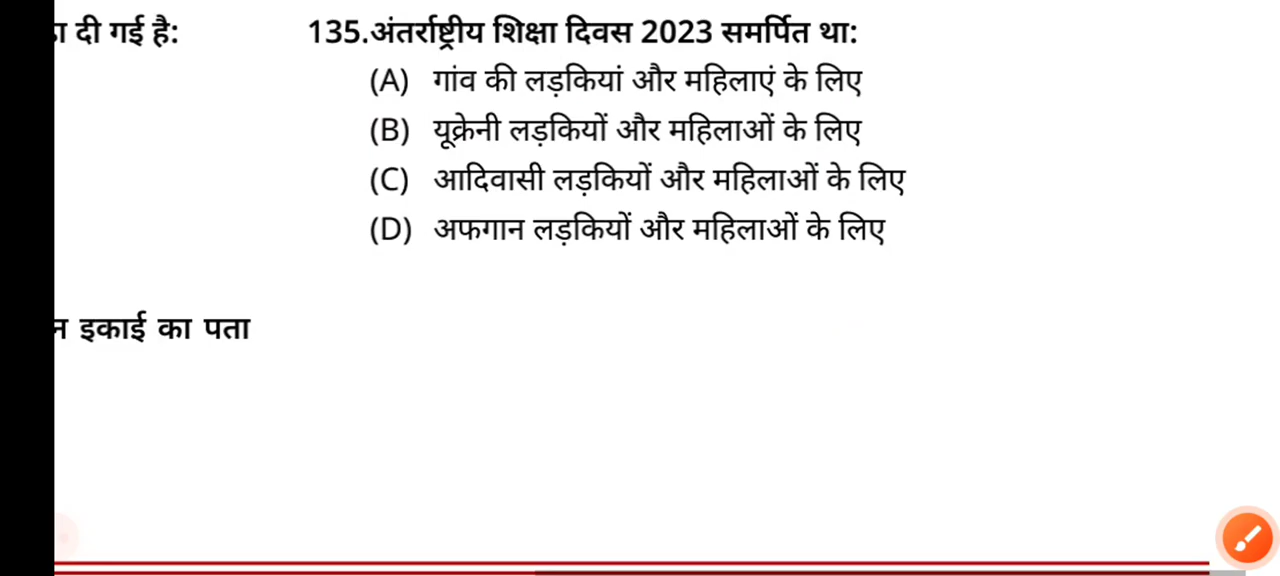 दी गई है:
135.अंतर्राष्ट्रीय शिक्षा दिवस 2023 समर्पित था:
(A) गांव की लड़कियां और महिलाएं के लिए
(B) यूक्रेनी लड़कियों और महिलाओं के लिए
(C) आदिवासी लड़कियों और महिलाओं के लिए
(D) अफगान लड़कियों और महिलाओं के लिए
इकाई का पता